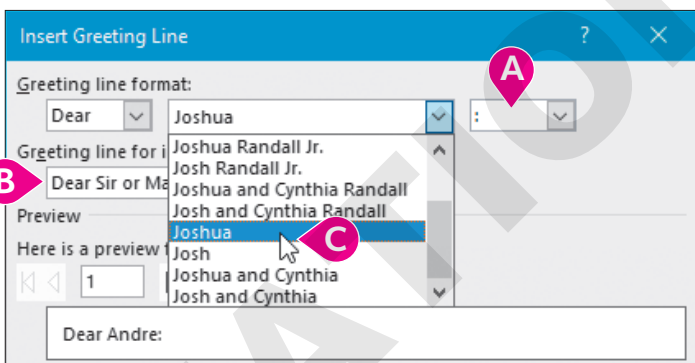 Insert Greeting Line ? ×
Greeting line format:
A
Dear Joshua :
Joshua Randall Jr.
Greeting line for i
Josh Randall Jr.
B Dear Sir or Ma
Joshua and Cynthia Randall
Josh and Cynthia Randall
Preview
Joshua
C
Here is a preview
Josh
1
Joshua and Cynthia
Josh and Cynthia
Dear Andre: